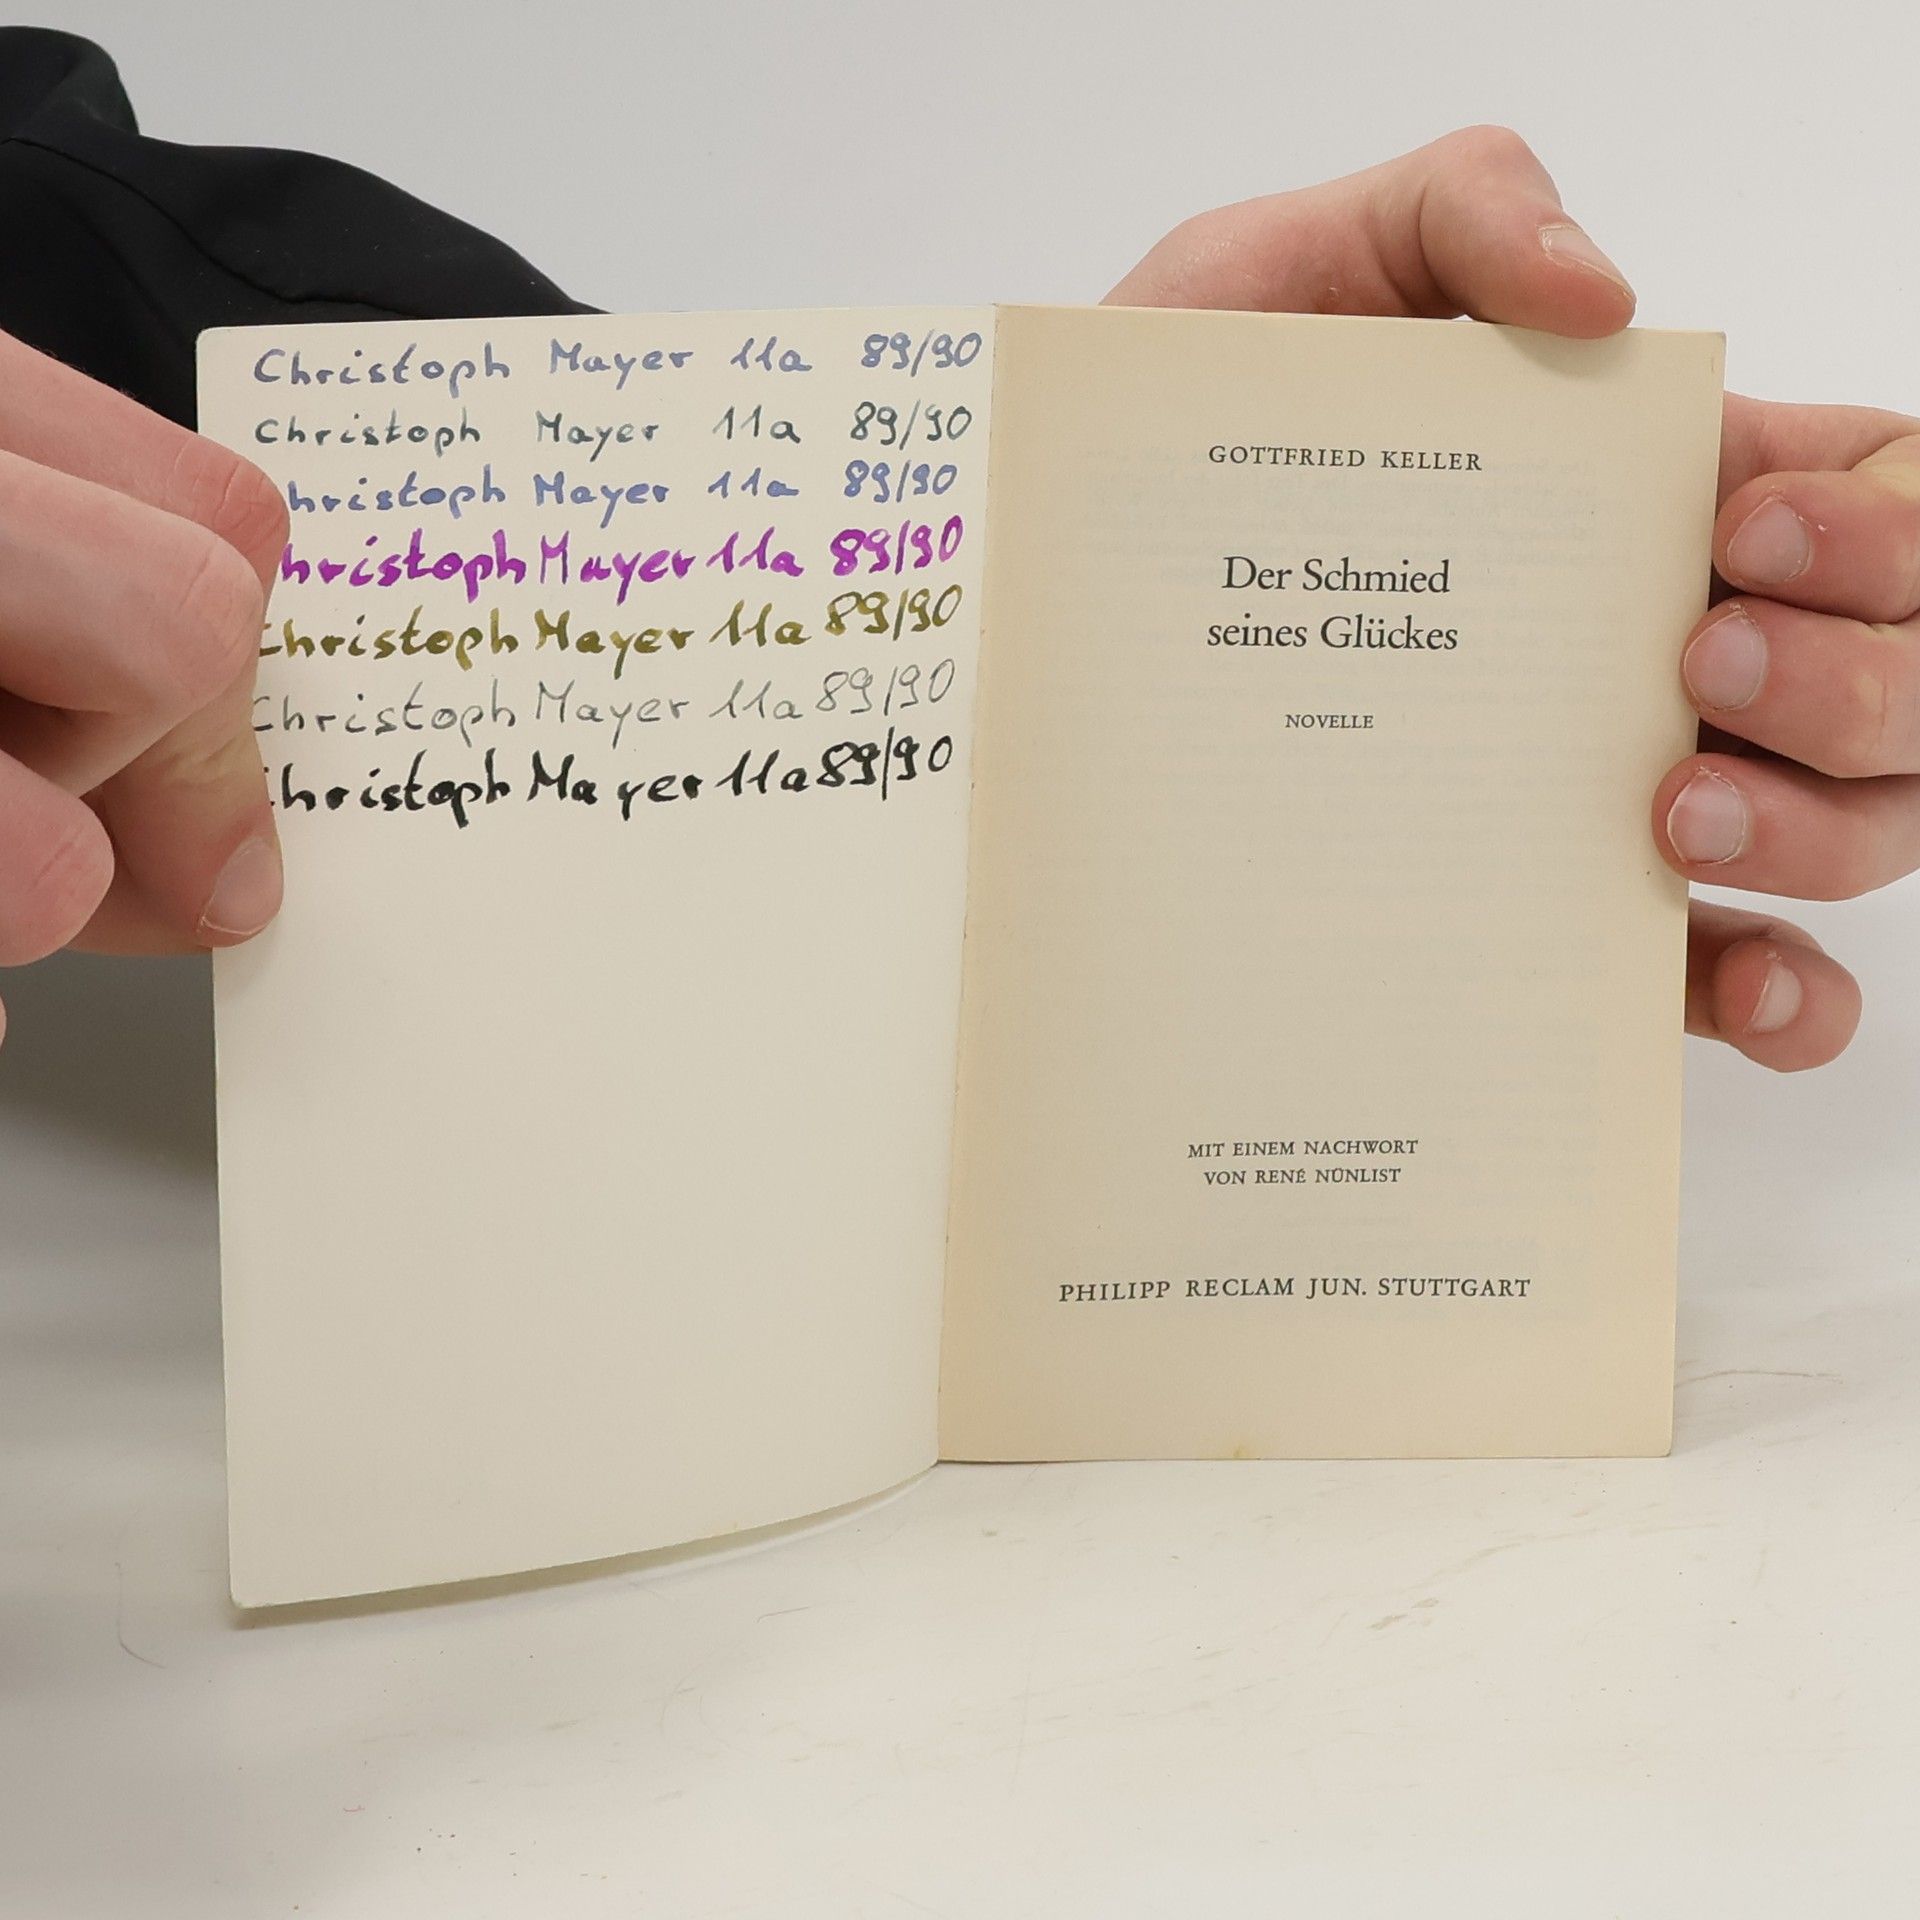 Christoph Mayer 11a 89/90
Christoph Mayer 11a 89/90
hristoph Mayer 11a 89/90
hristoph Mayer 11a 89/90
Christoph Mayer 11a 89/90
Christoph Mayer 11a 89/90
Christoph Mayer 11a 89/90
GOTTFRIED KELLER
Der Schmied
seines Glückes
NOVELLE
MIT EINEM NACHWORT
VON RENÉ NÜNLIST
PHILIPP RECLAM JUN. STUTTGART